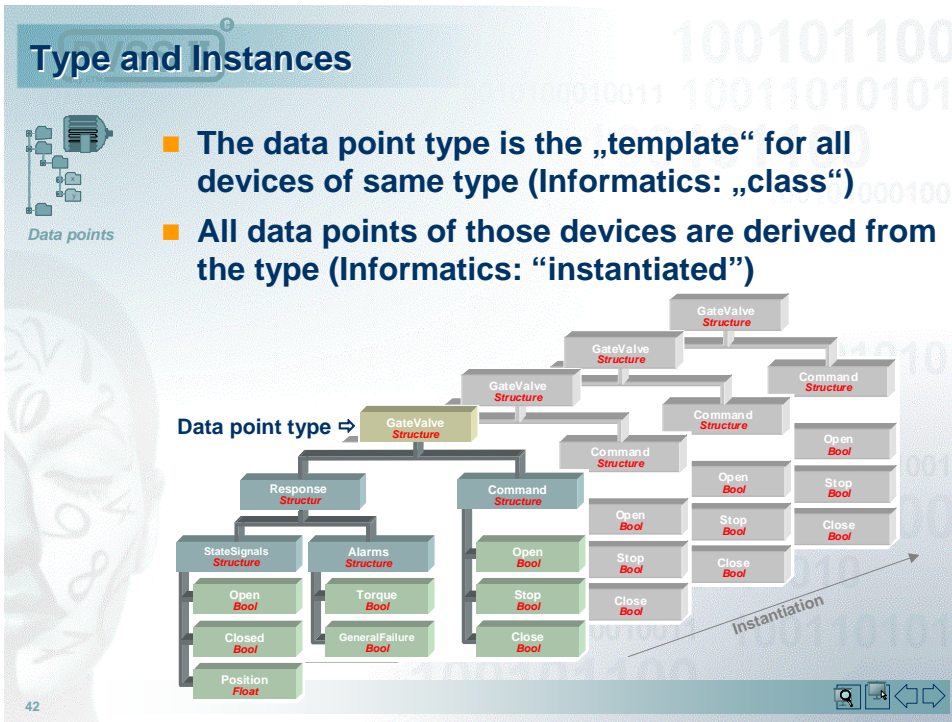 Type and Instances
PVSS II
Data points
The data point type is the „template“ for all
devices of same type (Informatics: „class“)
All data points of those devices are derived from
the type (Informatics: “instantiated”)
GateValve
Structure
GateValve
Structure
Command
Structure
GateValve
Structure
Command
Structure
Data point type ⇨
GateValve
Structure
Command
Structure
Open
Bool
Stop
Bool
Close
Bool
Open
Bool
Stop
Bool
Close
Bool
Open
Bool
Stop
Bool
Close
Bool
Response
Structur
Command
Structure
StateSignals
Structure
Alarms
Structure
Open
Bool
Closed
Bool
Position
Float
Torque
Bool
GeneralFailure
Bool
Open
Bool
Stop
Bool
Close
Bool
Instantiation
42